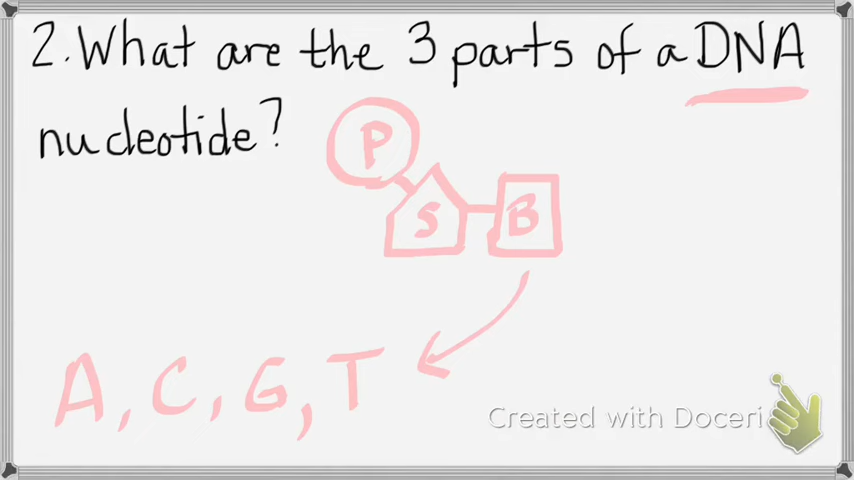 2. What are the 3 parts of a DNA
nucleotide?
P
S
B
A, C, G, T
Created with Doceri